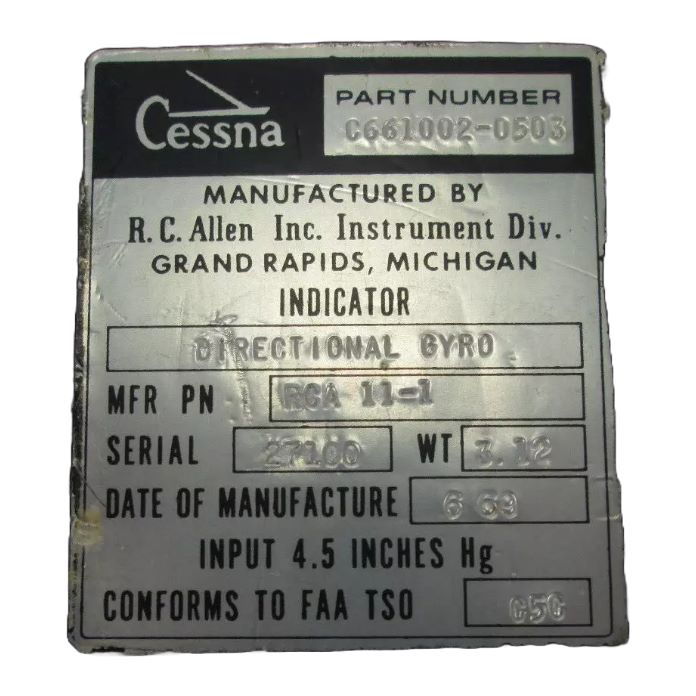 Cessna
PART NUMBER
C661002-0503
MANUFACTURED BY
R.C. Allen Inc. Instrument Div.
GRAND RAPIDS, MICHIGAN
INDICATOR
DIRECTIONAL GYRO
MFR PN RCA 11-1
SERIAL 27100 WT 3.12
DATE OF MANUFACTURE 6 69
INPUT 4.5 INCHES Hg
CONFORMS TO FAA TSO C5C